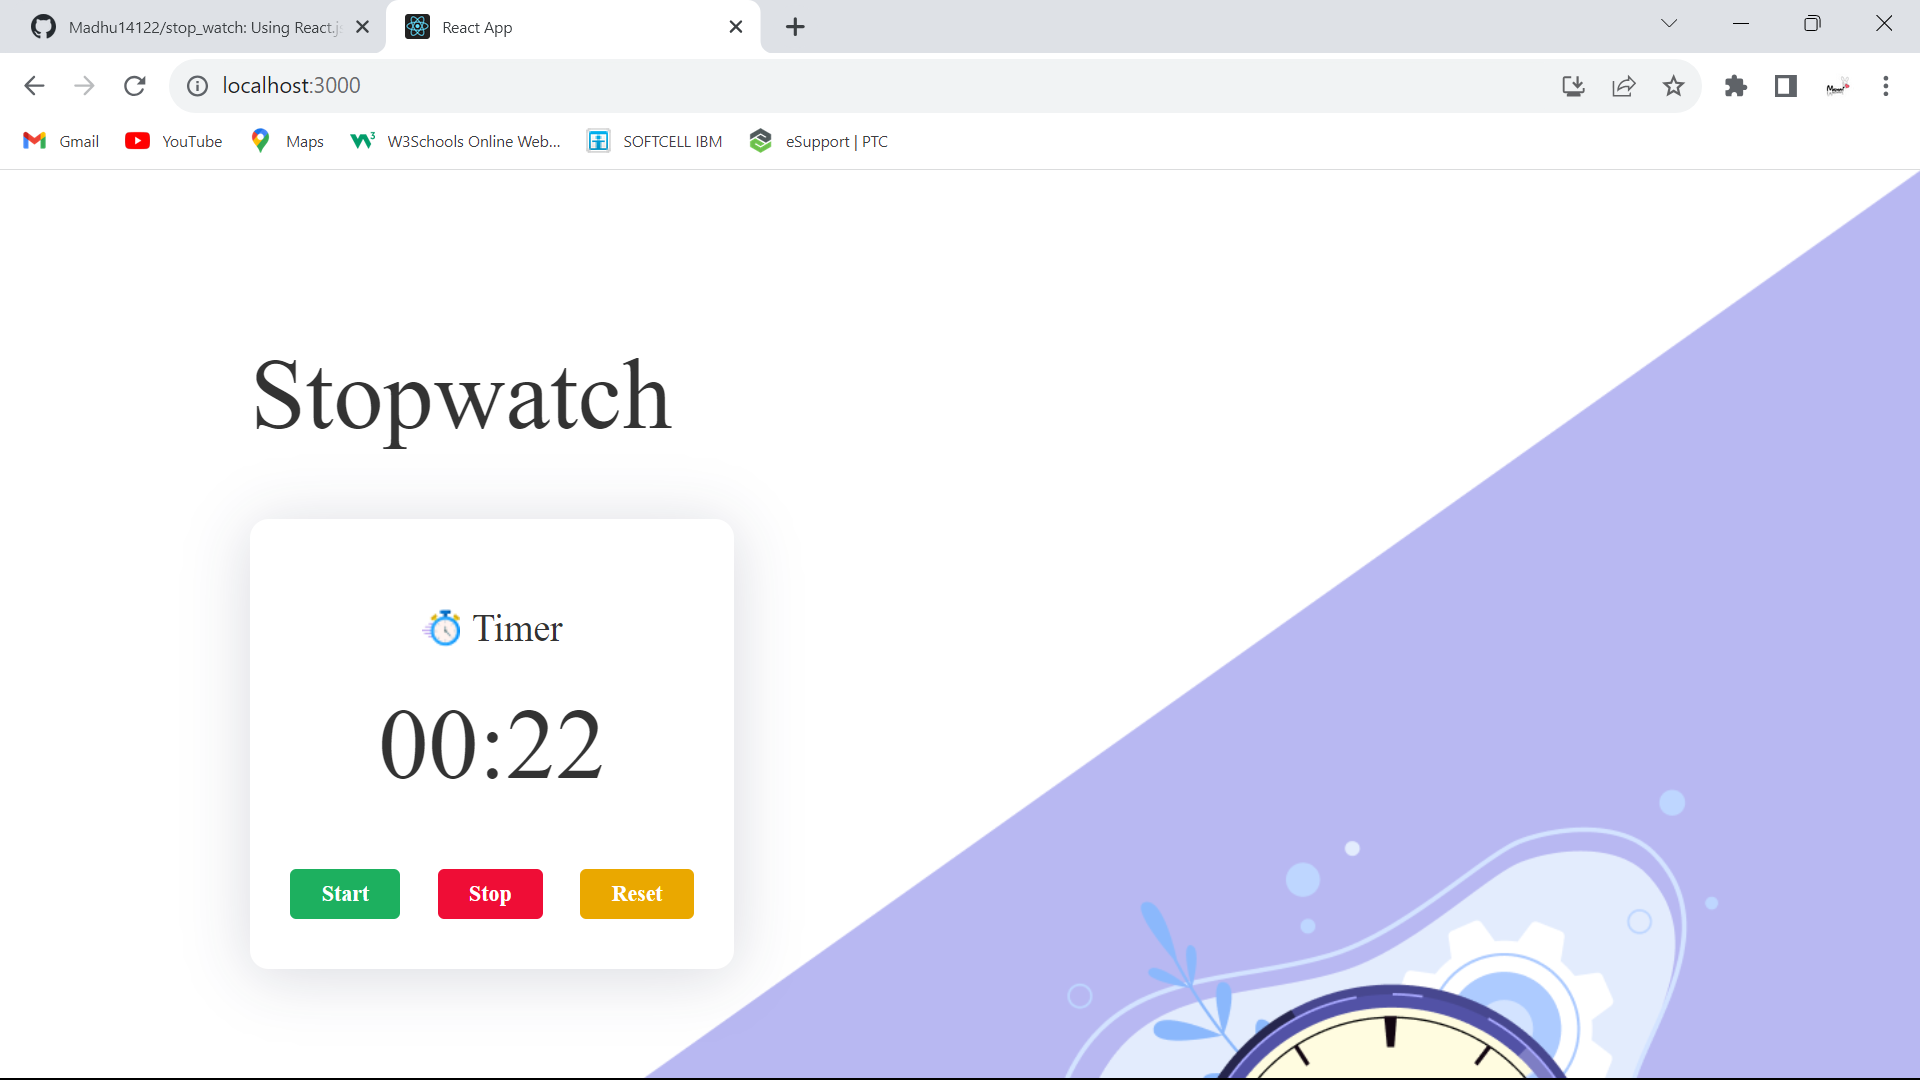 Madhu14122/stop_watch: Using React.js
React App
localhost:3000
Gmail
YouTube
Maps
W3Schools Online Web...
SOFTCELL IBM
eSupport | PTC
Stopwatch
Timer
00:22
Start
Stop
Reset